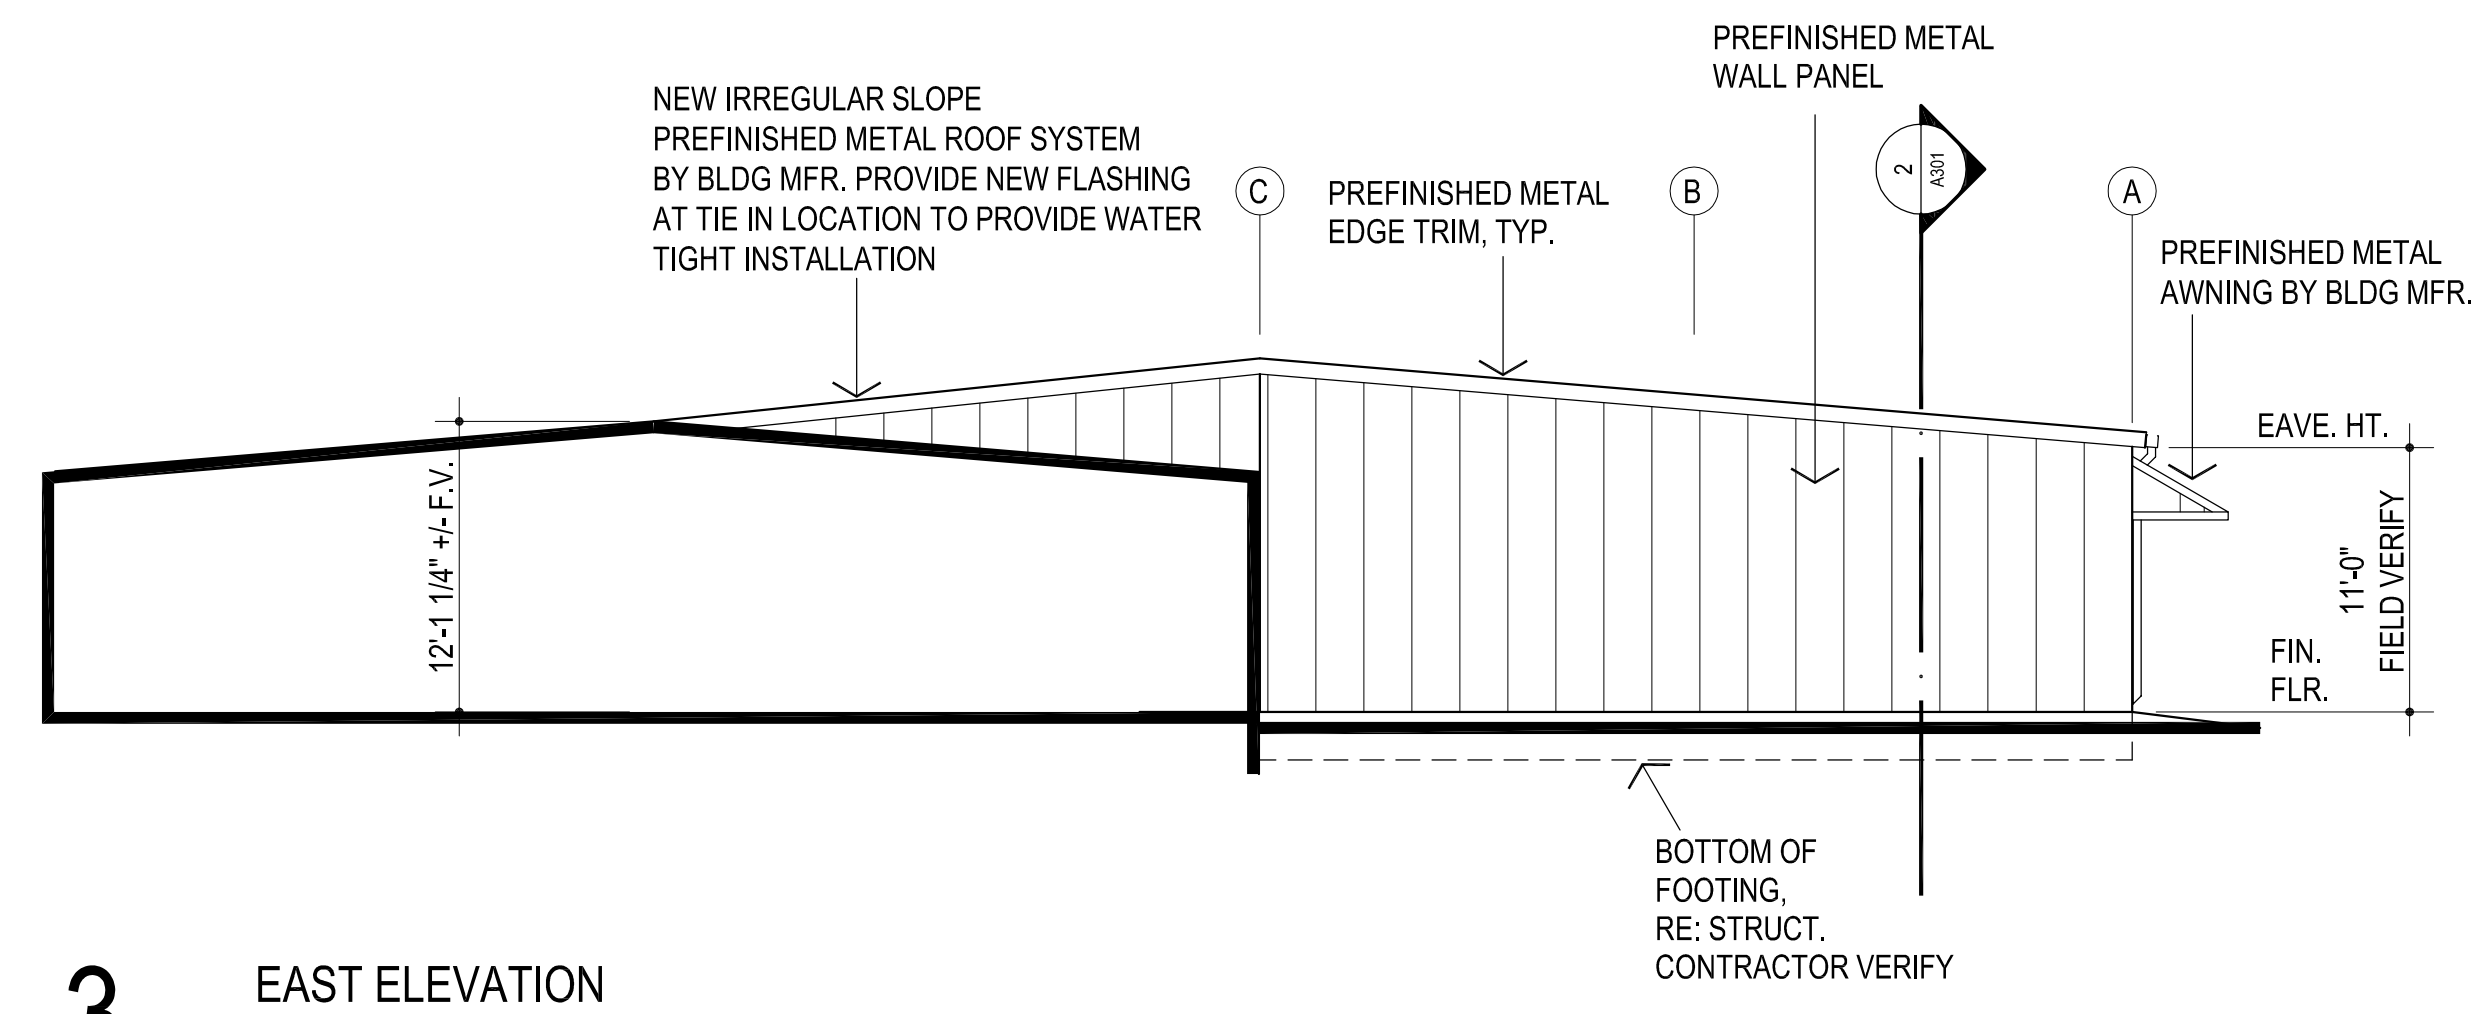 PREFINISHED METAL
WALL PANEL
NEW IRREGULAR SLOPE
PREFINISHED METAL ROOF SYSTEM
BY BLDG MFR. PROVIDE NEW FLASHING
AT TIE IN LOCATION TO PROVIDE WATER
TIGHT INSTALLATION
C
PREFINISHED METAL
EDGE TRIM, TYP.
B
2
A301
A
PREFINISHED METAL
AWNING BY BLDG MFR.
EAVE. HT.
12'-1 1/4" +/- F.V.
11'-0"
FIELD VERIFY
FIN.
FLR.
BOTTOM OF
FOOTING,
RE: STRUCT.
CONTRACTOR VERIFY
3
EAST ELEVATION